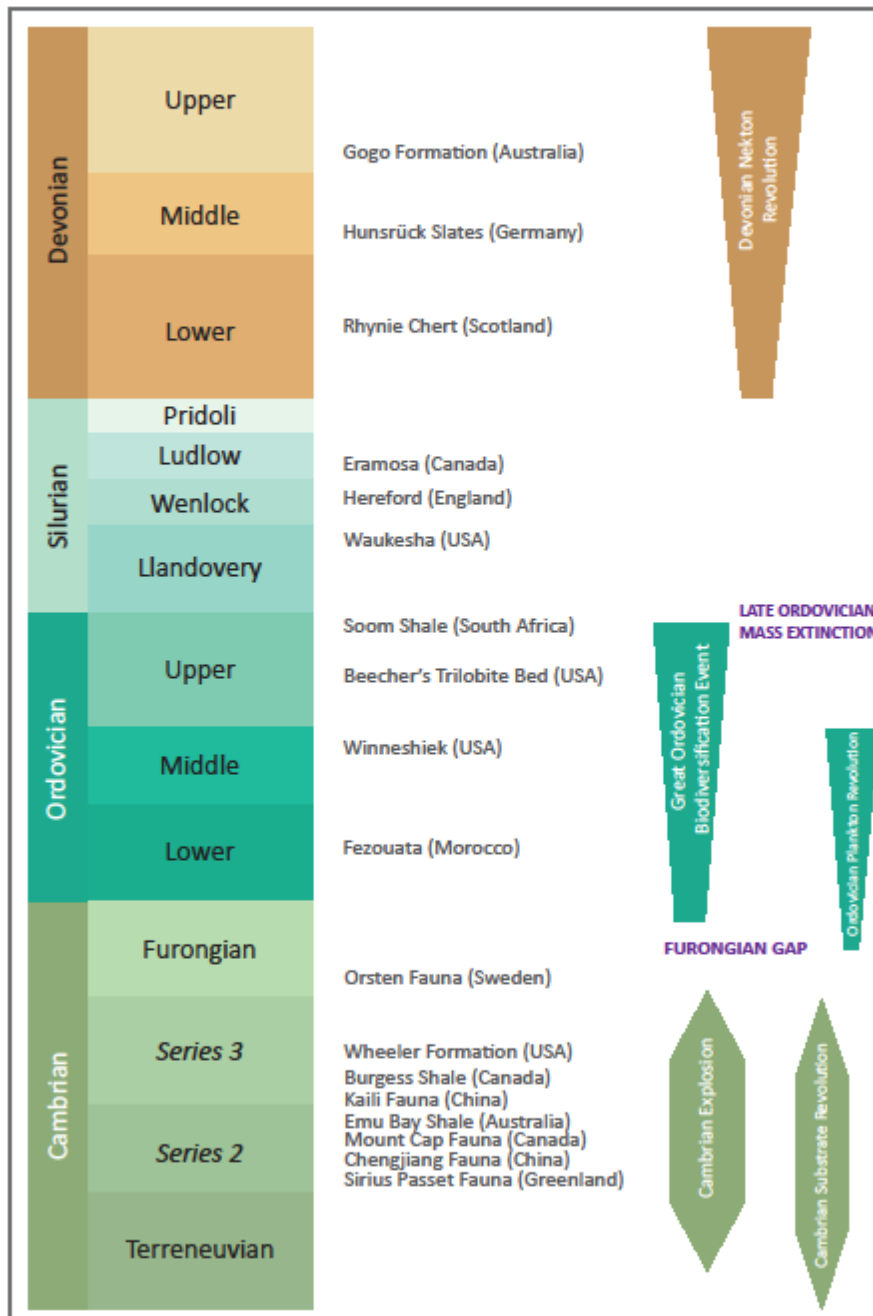 Devonian
Upper
Middle
Lower
Gogo Formation (Australia)
Hunsrück Slates (Germany)
Rhynie Chert (Scotland)
Devonian Nekton
Revolution
Silurian
Pridoli
Ludlow
Wenlock
Llandovery
Eramosa (Canada)
Hereford (England)
Waukesha (USA)
Ordovician
Upper
Middle
Lower
Soom Shale (South Africa)
Beecher's Trilobite Bed (USA)
Winneshiek (USA)
Fezouata (Morocco)
LATE ORDOVICIAN
MASS EXTINCTION
Great Ordovician
Biodiversification Event
Ordovician Plankton Revolution
Cambrian
Furongian
Series 3
Series 2
Terreneuvian
FURONGIAN GAP
Orsten Fauna (Sweden)
Wheeler Formation (USA)
Burgess Shale (Canada)
Kaili Fauna (China)
Emu Bay Shale (Australia)
Mount Cap Fauna (Canada)
Chengjiang Fauna (China)
Sirius Passet Fauna (Greenland)
Cambrian Explosion
Cambrian Substrate Revolution